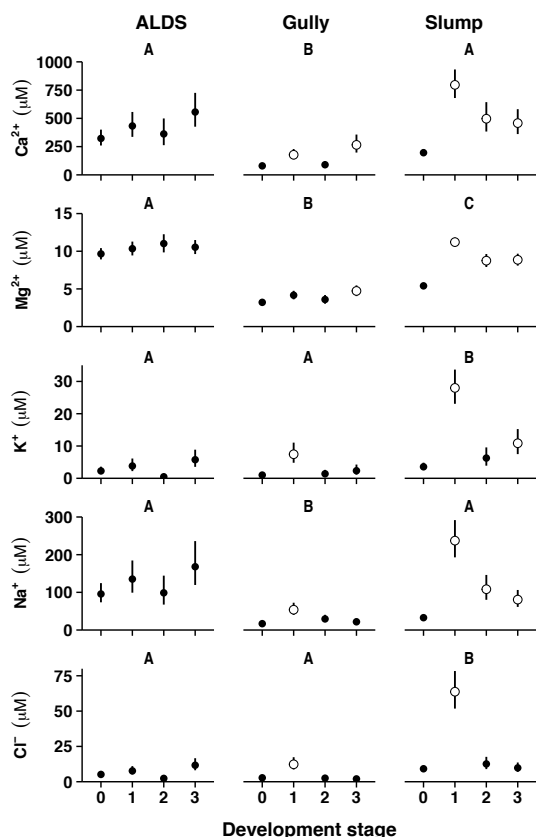 ALDS Gully Slump
A B A
1000
750
500
250
0
Ca²⁺ (μM)
A B C
15
10
5
0
Mg²⁺ (μM)
A A B
30
20
10
0
K⁺ (μM)
A B A
300
200
100
0
Na⁺ (μM)
A A B
75
50
25
0
Cl⁻ (μM)
0 1 2 3 0 1 2 3 0 1 2 3
Development stage